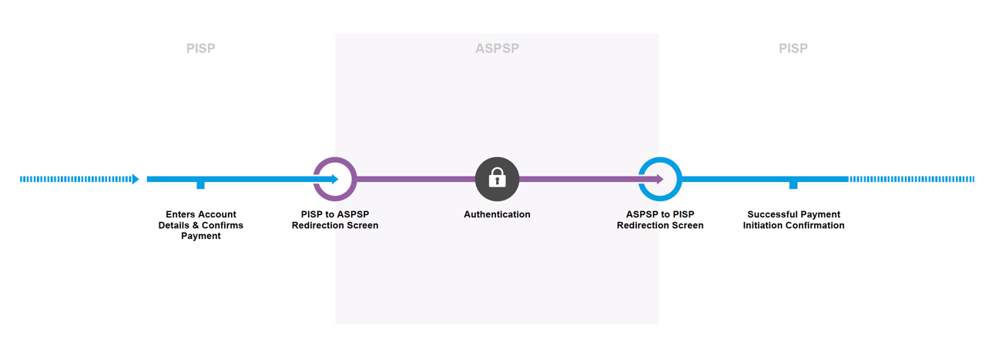 PISP
ASPSP
PISP
Enters Account
Details & Confirms
Payment
PISP to ASPSP
Redirection Screen
Authentication
ASPSP to PISP
Redirection Screen
Successful Payment
Initiation Confirmation